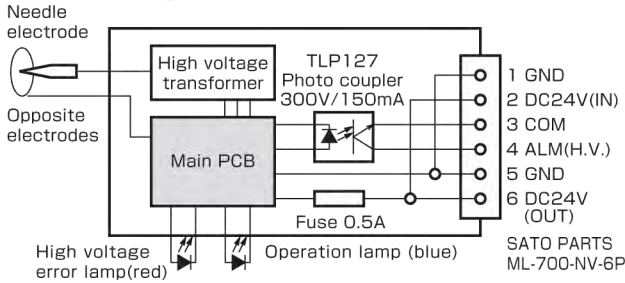 Needle
electrode
High voltage
transformer
TLP127
Photo coupler
300V/150mA
Opposite
electrodes
Main PCB
1 GND
2 DC24V(IN)
3 COM
4 ALM(H.V.)
5 GND
6 DC24V
(OUT)
Fuse 0.5A
High voltage
error lamp(red)
Operation lamp (blue)
SATO PARTS
ML-700-NV-6P